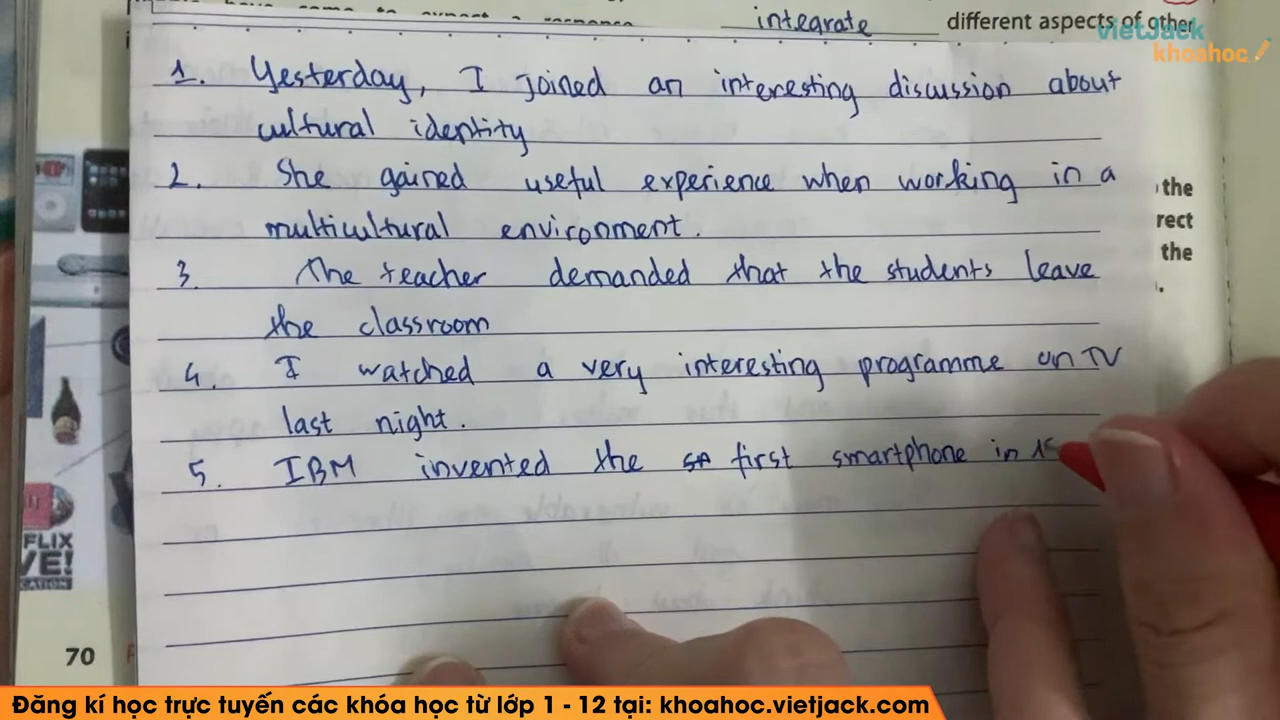 integrate different aspects of other
vietJack
khoahoc
1. Yesterday, I joined an interesting discussion about
cultural identity
2. She gained useful experience when working in a
multicultural environment.
3. The teacher demanded that the students leave
the classroom
4. I watched a very interesting programme on TV
last night.
5. IBM invented the first smartphone in
the
rect
the
FLIX
VE!
70
Đăng kí học trực tuyến các khóa học từ lớp 1 - 12 tại: khoahoc.vietjack.com